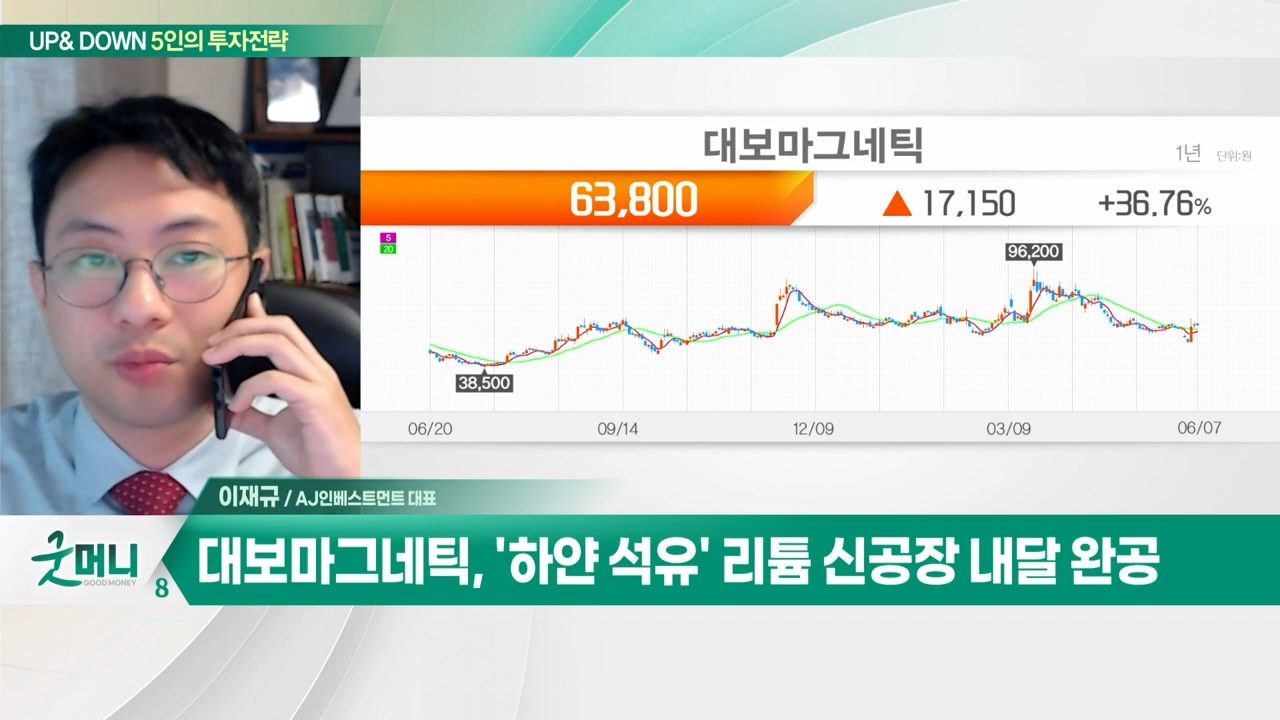 UP& DOWN 5인의 투자전략
대보마그네틱
1년 단위:원
63,800 ▲ 17,150 +36.76%
5
20
96,200
38,500
06/20 09/14 12/09 03/09 06/07
이재규 / AJ인베스트먼트 대표
굿머니
GOOD MONEY
8
대보마그네틱, '하얀 석유' 리튬 신공장 내달 완공